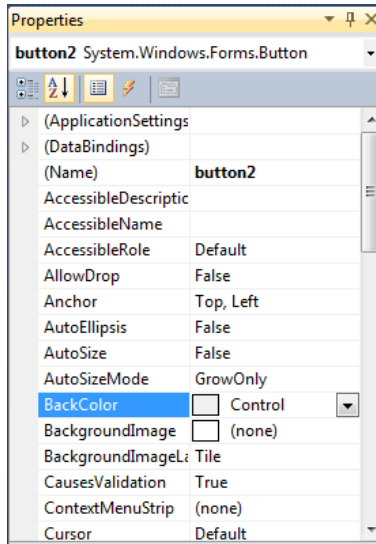 Properties
button2 System.Windows.Forms.Button
(ApplicationSettings
(DataBindings)
(Name) button2
AccessibleDescriptic
AccessibleName
AccessibleRole Default
AllowDrop False
Anchor Top, Left
AutoEllipsis False
AutoSize False
AutoSizeMode GrowOnly
BackColor Control
BackgroundImage (none)
BackgroundImageLa Tile
CausesValidation True
ContextMenuStrip (none)
Cursor Default